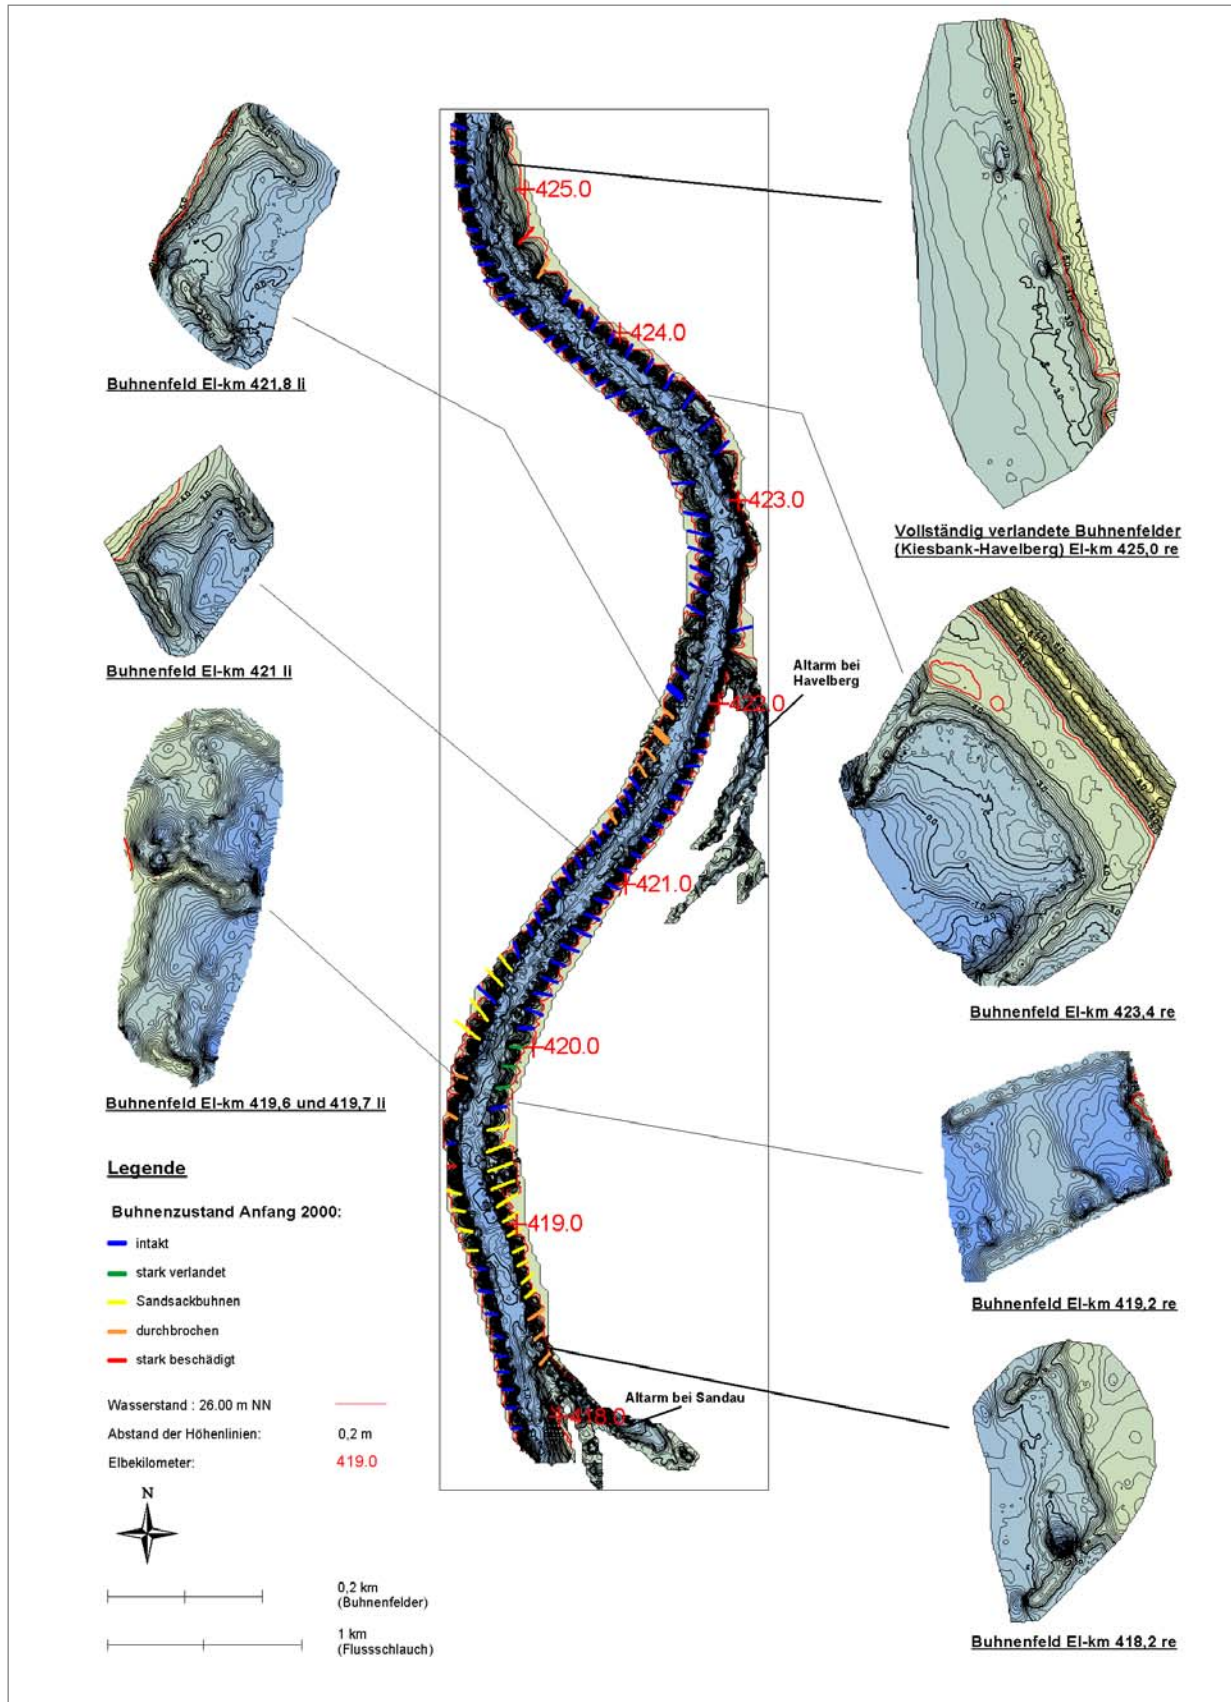 Buhnenfeld El-km 421,8 li
Buhnenfeld El-km 421 li
Buhnenfeld El-km 419,6 und 419,7 li
Legende
Buhnenzustand Anfang 2000:
intakt
stark verlandet
Sandsackbuhnen
durchbrochen
stark beschädigt
Wasserstand : 26.00 m NN
Abstand der Höhenlinien: 0,2 m
Elbekilometer: 419.0
N
0,2 km
(Buhnenfelder)
1 km
(Flussschlauch)
425.0
424.0
423.0
Altarm bei
Havelberg
422.0
421.0
420.0
419.0
Altarm bei Sandau
418.0
Vollständig verlandete Buhnenfelder
(Kiesbank-Havelberg) El-km 425,0 re
Buhnenfeld El-km 423,4 re
Buhnenfeld El-km 419,2 re
Buhnenfeld El-km 418,2 re